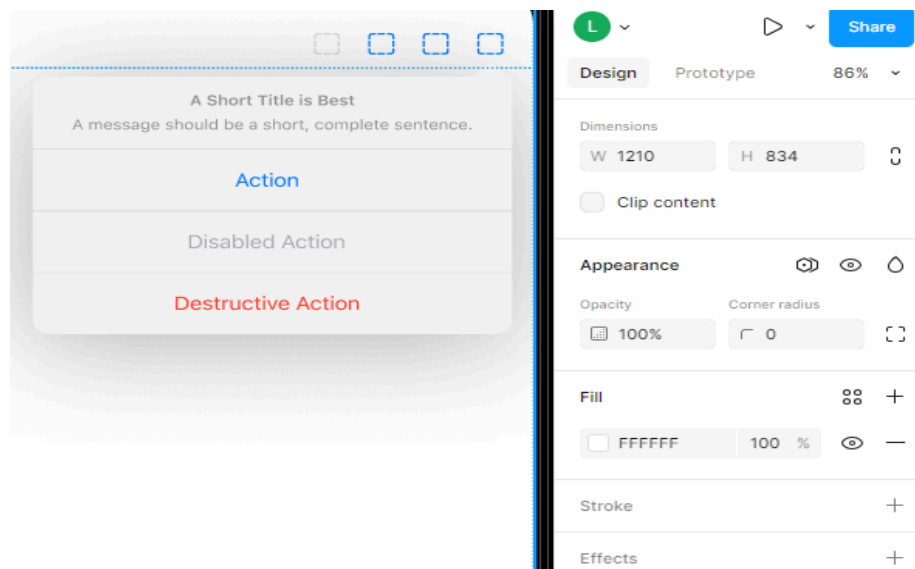 L
Share
Design Prototype 86%
A Short Title is Best
A message should be a short, complete sentence.
Action
Disabled Action
Destructive Action
Dimensions
W 1210 H 834
Clip content
Appearance
Opacity Corner radius
100% 0
Fill
FFFFFF 100 %
Stroke
Effects